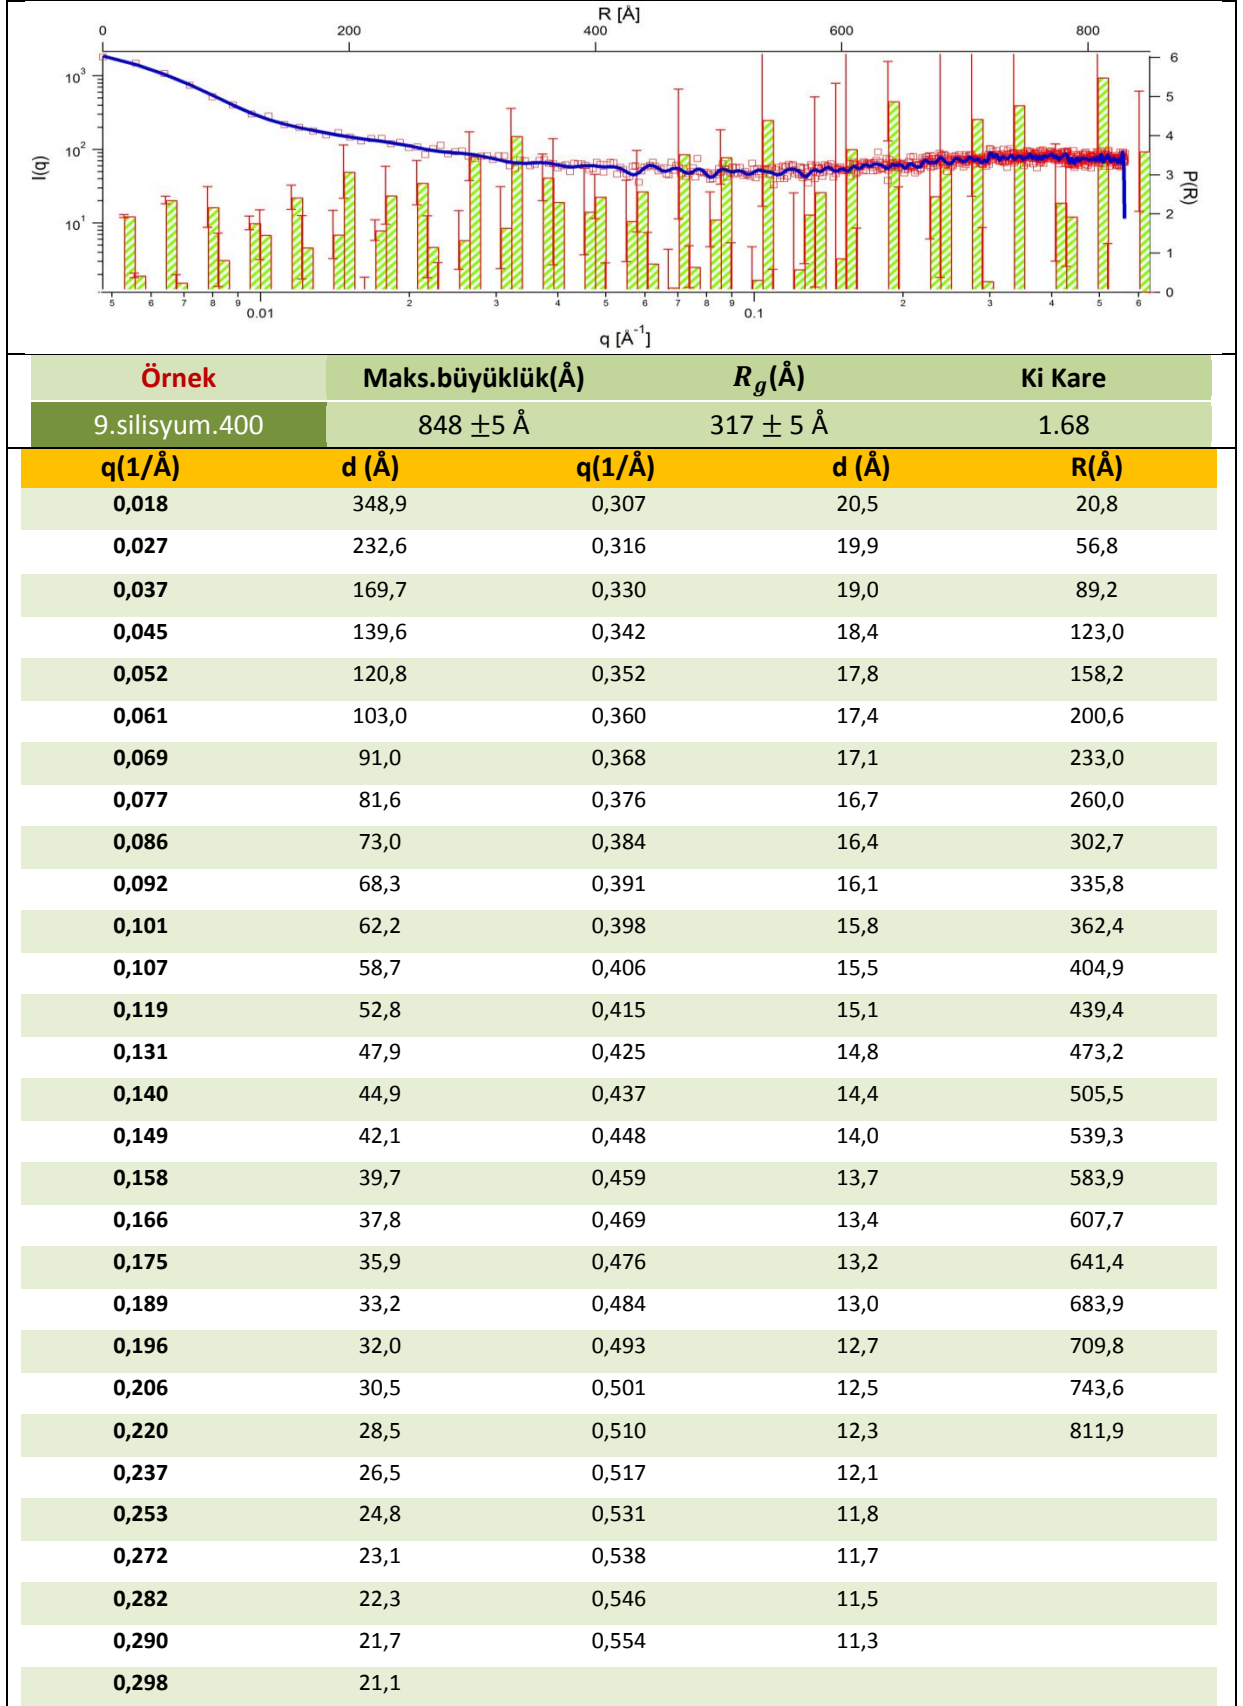 R [Å]
0 200 400 600 800
10³
10²
10¹
I(q)
6
5
4
3
2
1
0
P(R)
5 6 7 8 9 2 3 4 5 6 7 8 9 2 3 4 5 6
0.01 0.1
q [Å⁻¹]
Örnek Maks.büyüklük(Å) R_g(Å) Ki Kare
9.silisyum.400 848 ±5 Å 317 ± 5 Å 1.68
q(1/Å) d (Å) q(1/Å) d (Å) R(Å)
0,018 348,9 0,307 20,5 20,8
0,027 232,6 0,316 19,9 56,8
0,037 169,7 0,330 19,0 89,2
0,045 139,6 0,342 18,4 123,0
0,052 120,8 0,352 17,8 158,2
0,061 103,0 0,360 17,4 200,6
0,069 91,0 0,368 17,1 233,0
0,077 81,6 0,376 16,7 260,0
0,086 73,0 0,384 16,4 302,7
0,092 68,3 0,391 16,1 335,8
0,101 62,2 0,398 15,8 362,4
0,107 58,7 0,406 15,5 404,9
0,119 52,8 0,415 15,1 439,4
0,131 47,9 0,425 14,8 473,2
0,140 44,9 0,437 14,4 505,5
0,149 42,1 0,448 14,0 539,3
0,158 39,7 0,459 13,7 583,9
0,166 37,8 0,469 13,4 607,7
0,175 35,9 0,476 13,2 641,4
0,189 33,2 0,484 13,0 683,9
0,196 32,0 0,493 12,7 709,8
0,206 30,5 0,501 12,5 743,6
0,220 28,5 0,510 12,3 811,9
0,237 26,5 0,517 12,1
0,253 24,8 0,531 11,8
0,272 23,1 0,538 11,7
0,282 22,3 0,546 11,5
0,290 21,7 0,554 11,3
0,298 21,1